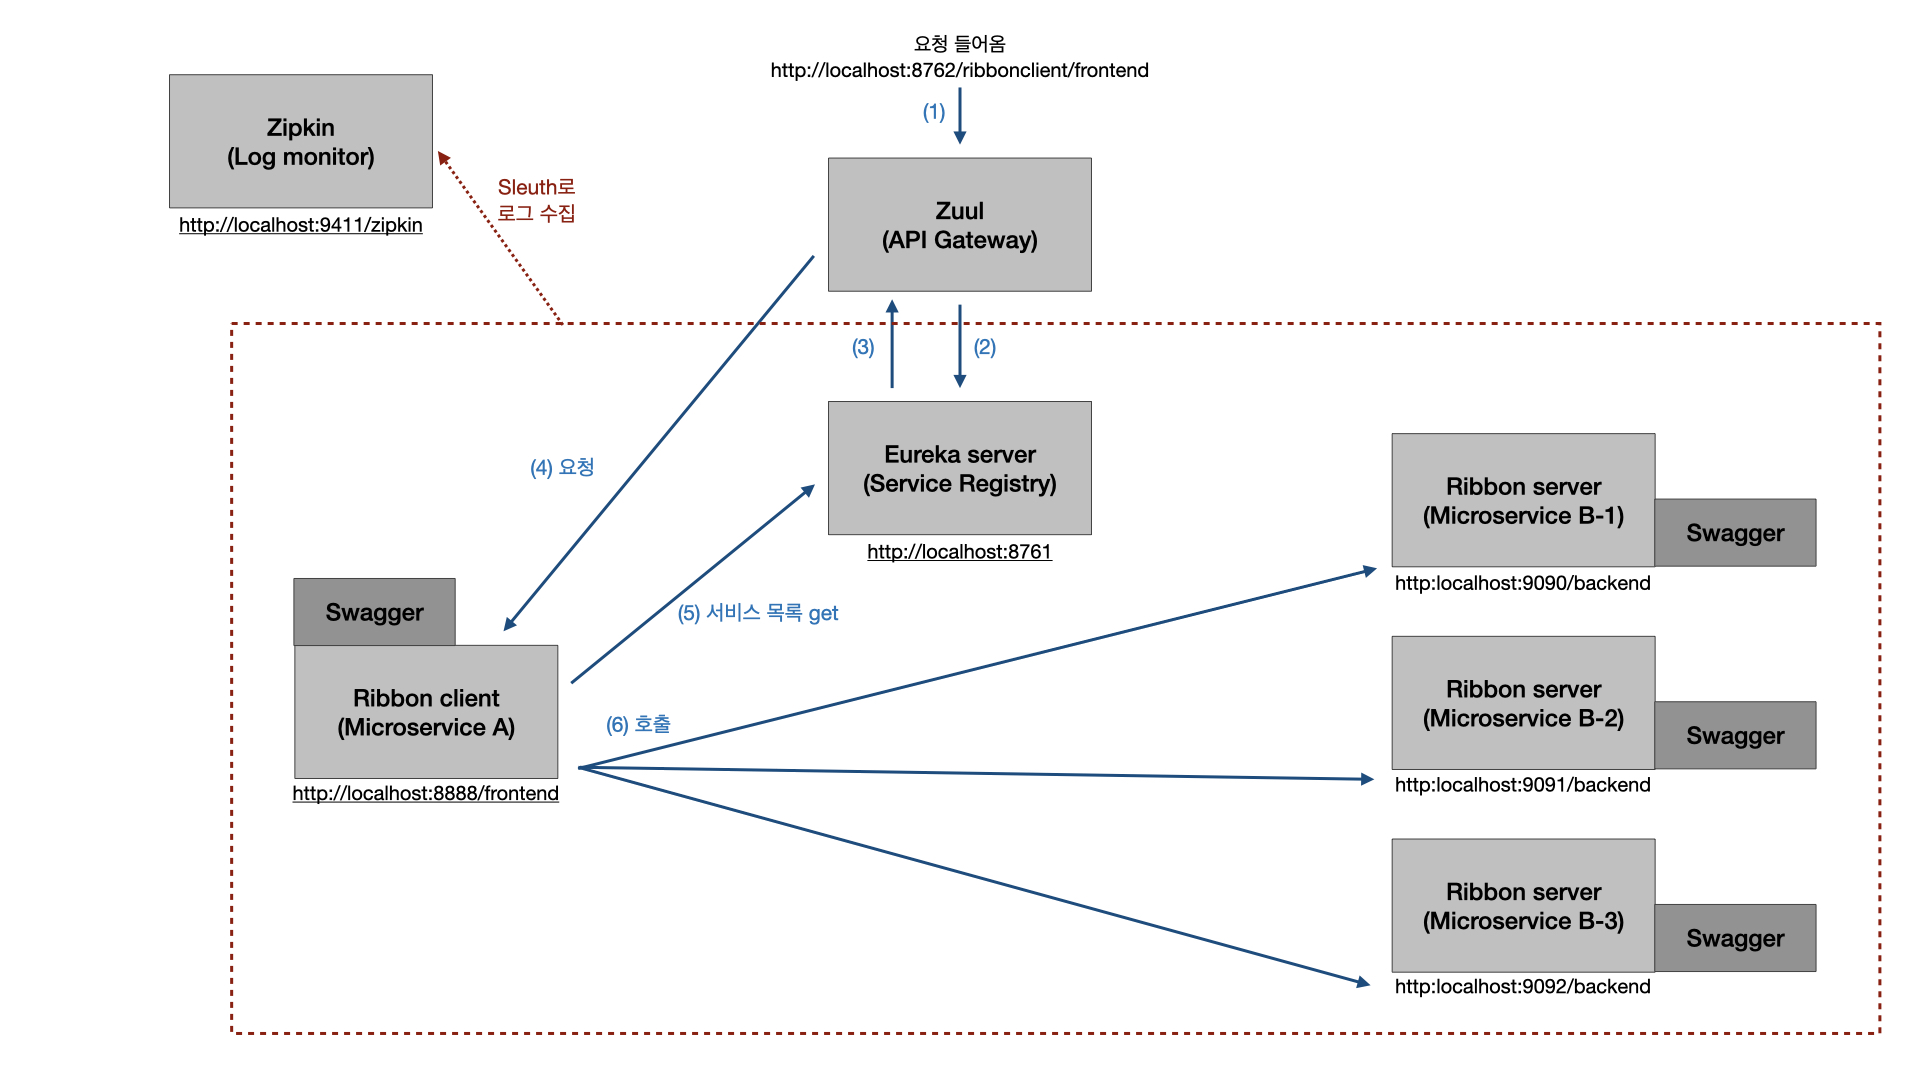 요청 들어옴
http://localhost:8762/ribbonclient/frontend
(1)
Zipkin
(Log monitor)
http://localhost:9411/zipkin
Sleuth로
로그 수집
Zuul
(API Gateway)
(3)
(2)
Eureka server
(Service Registry)
http://localhost:8761
(4) 요청
(5) 서비스 목록 get
Swagger
Ribbon client
(Microservice A)
http://localhost:8888/frontend
(6) 호출
Ribbon server
(Microservice B-1)
Swagger
http:localhost:9090/backend
Ribbon server
(Microservice B-2)
Swagger
http:localhost:9091/backend
Ribbon server
(Microservice B-3)
Swagger
http:localhost:9092/backend